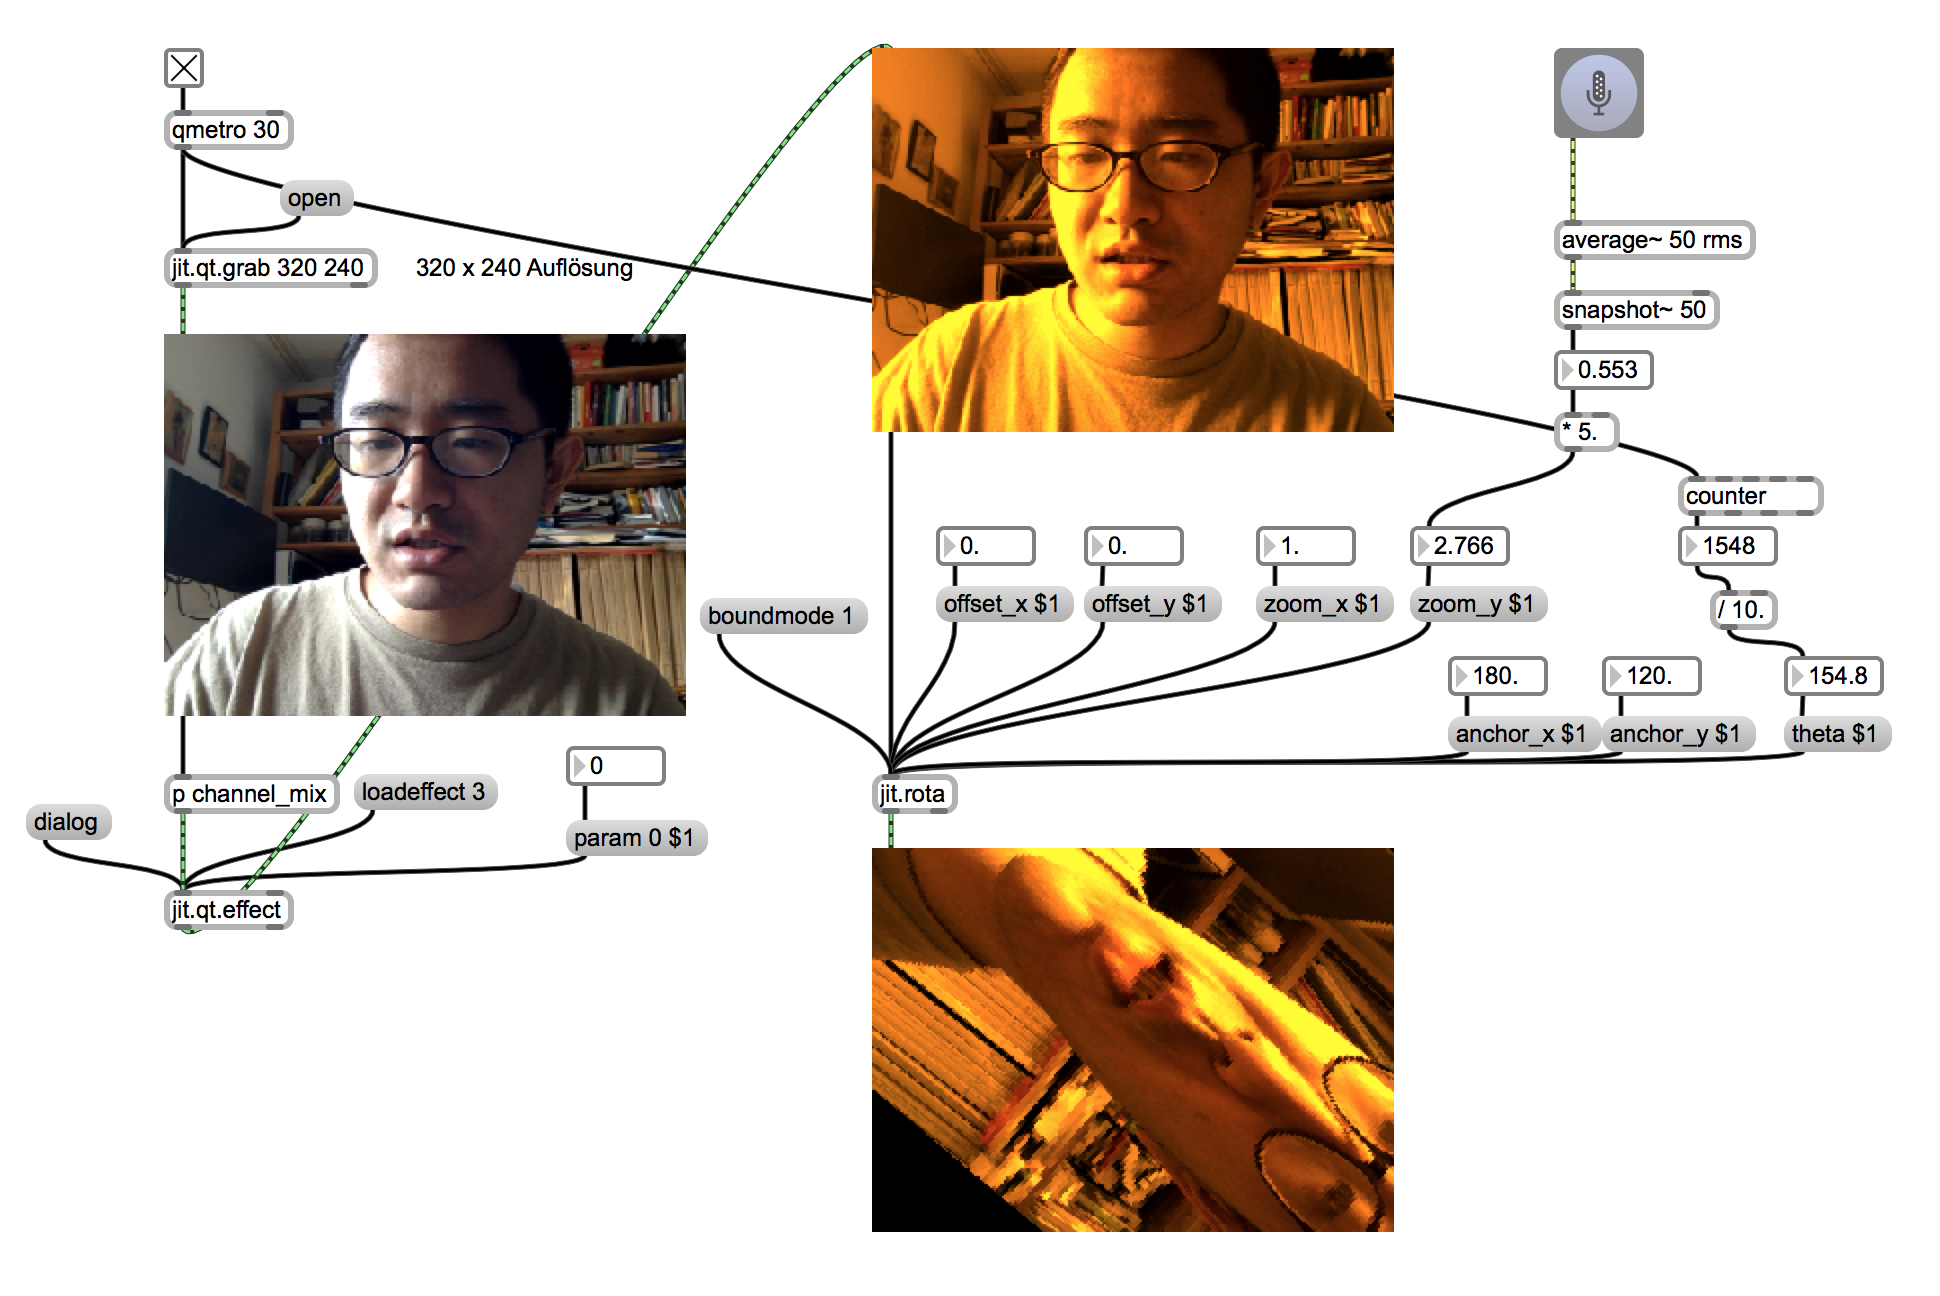 qmetro 30
open
jit.qt.grab 320 240
320 x 240 Auflösung
average~ 50 rms
snapshot~ 50
0.553
* 5.
counter
0.
0.
1.
2.766
1548
offset_x $1
offset_y $1
zoom_x $1
zoom_y $1
/ 10.
boundmode 1
180.
120.
154.8
anchor_x $1
anchor_y $1
theta $1
0
p channel_mix
loadeffect 3
jit.rota
dialog
param 0 $1
jit.qt.effect